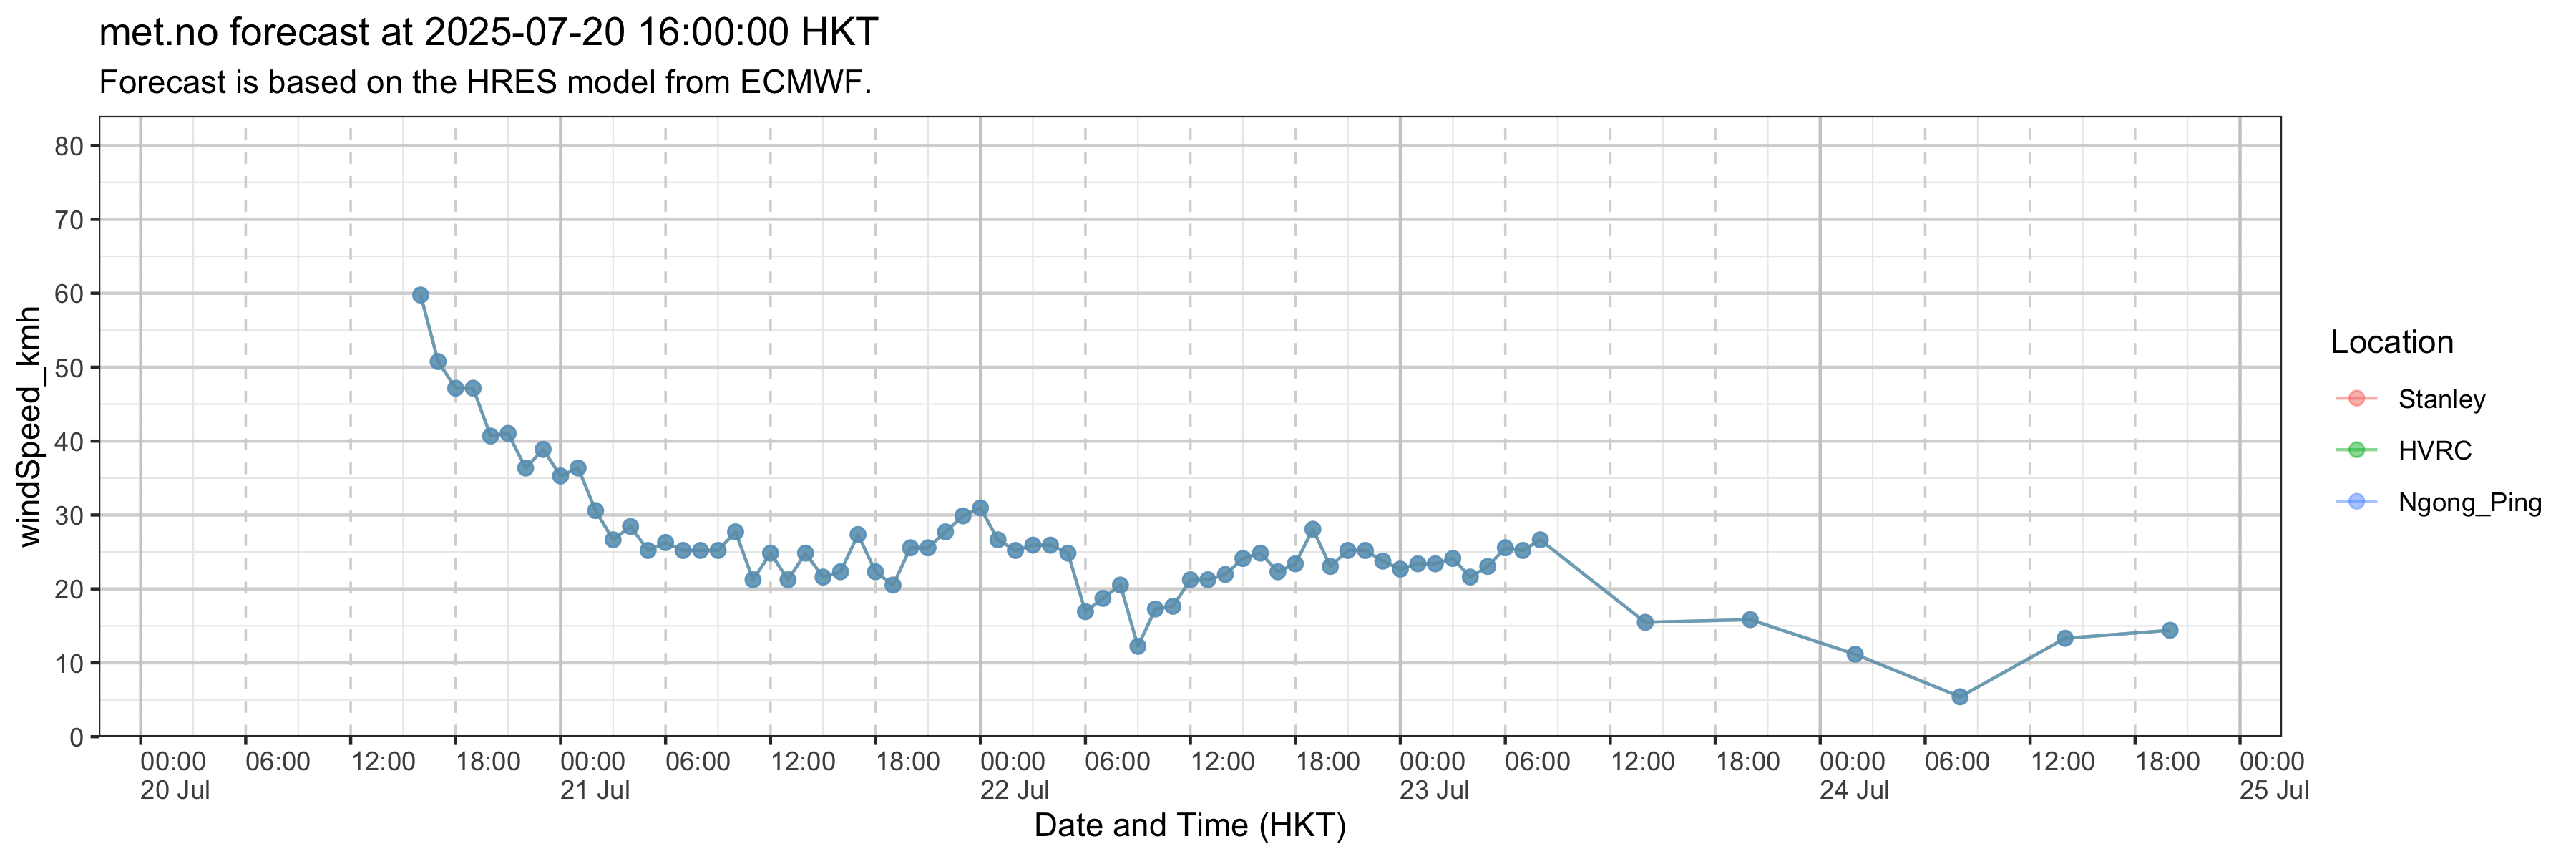 met.no forecast at 2025-07-20 16:00:00 HKT
Forecast is based on the HRES model from ECMWF.
windSpeed_kmh
80
70
60
50
40
30
20
10
0
00:00 06:00 12:00 18:00 00:00 06:00 12:00 18:00 00:00 06:00 12:00 18:00 00:00 06:00 12:00 18:00 00:00 06:00 12:00 18:00 00:00
20 Jul 21 Jul 22 Jul 23 Jul 24 Jul 25 Jul
Date and Time (HKT)
Location
Stanley
HVRC
Ngong_Ping